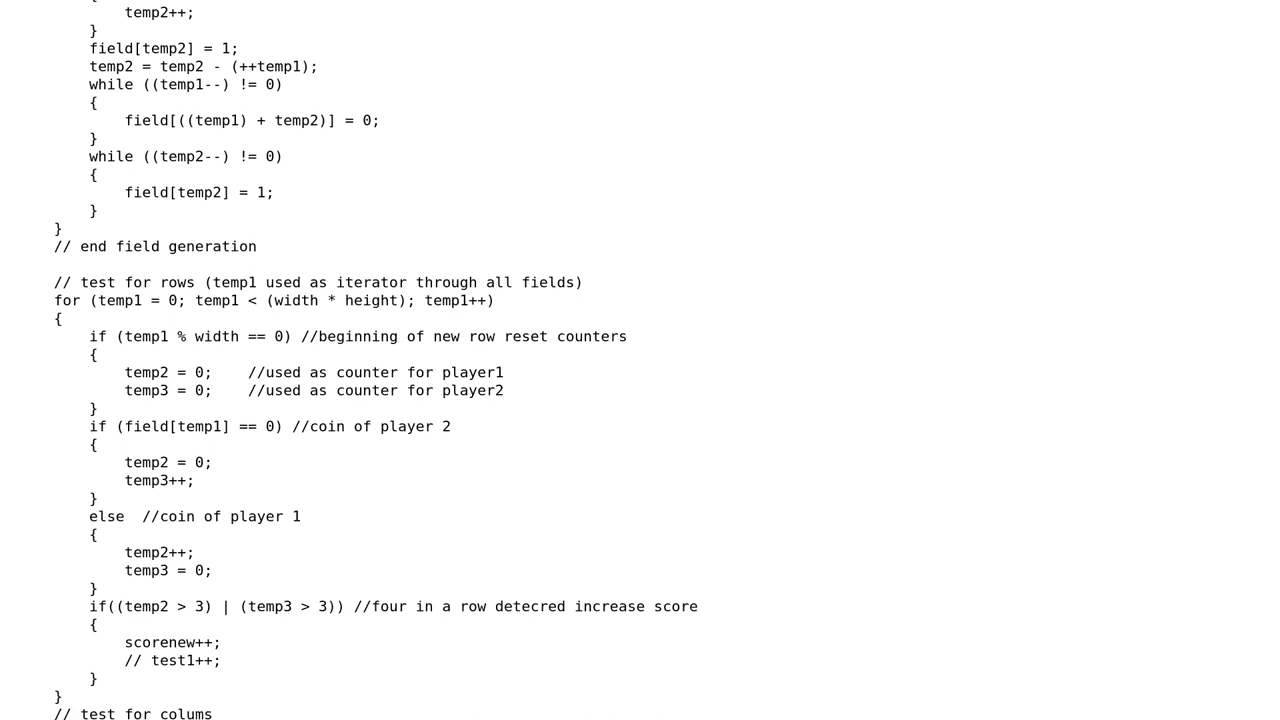 {
temp2++;
}
field[temp2] = 1;
temp2 = temp2 - (++temp1);
while ((temp1--) != 0)
{
field[((temp1) + temp2)] = 0;
}
while ((temp2--) != 0)
{
field[temp2] = 1;
}
}
// end field generation
// test for rows (temp1 used as iterator through all fields)
for (temp1 = 0; temp1 < (width * height); temp1++)
{
if (temp1 % width == 0) //beginning of new row reset counters
{
temp2 = 0;    //used as counter for player1
temp3 = 0;    //used as counter for player2
}
if (field[temp1] == 0) //coin of player 2
{
temp2 = 0;
temp3++;
}
else  //coin of player 1
{
temp2++;
temp3 = 0;
}
if((temp2 > 3) | (temp3 > 3)) //four in a row detecred increase score
{
scorenew++;
// test1++;
}
}
// test for colums